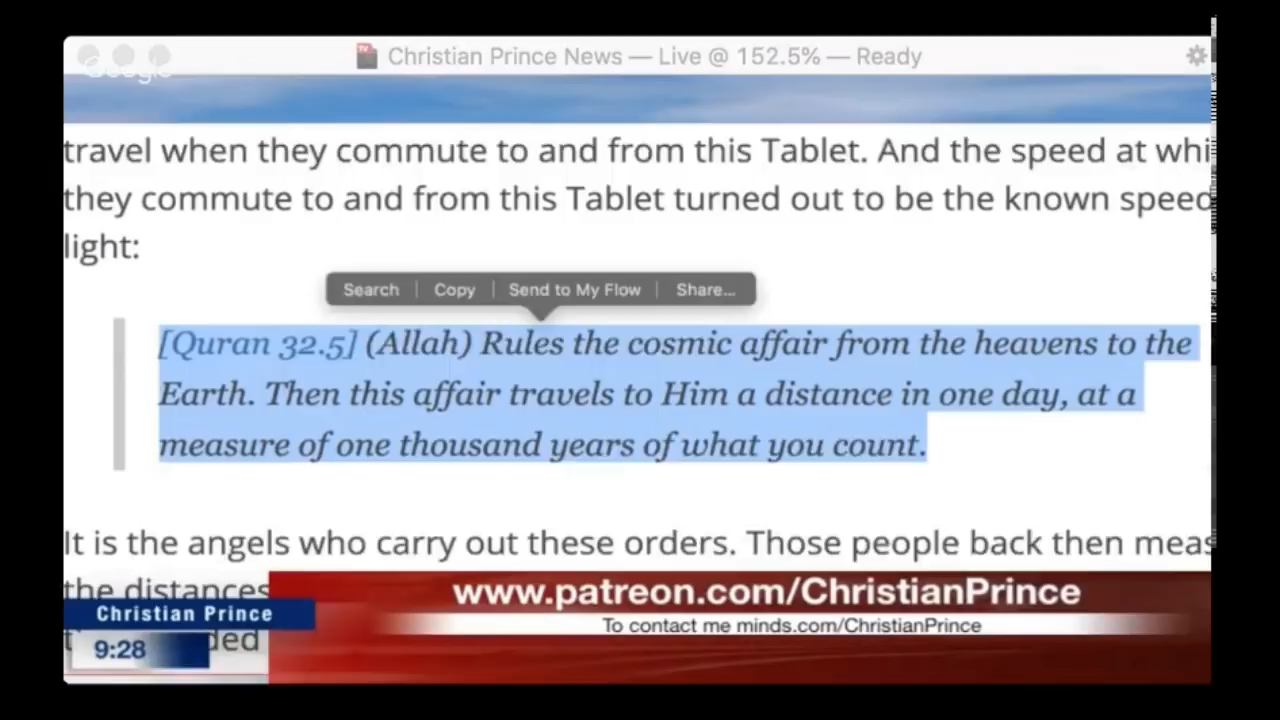 Christian Prince News — Live @ 152.5% — Ready
Google
travel when they commute to and from this Tablet. And the speed at whi
they commute to and from this Tablet turned out to be the known speed
light:
Search Copy Send to My Flow Share...
[Quran 32.5] (Allah) Rules the cosmic affair from the heavens to the
Earth. Then this affair travels to Him a distance in one day, at a
measure of one thousand years of what you count.
It is the angels who carry out these orders. Those people back then meas
the distances
www.patreon.com/ChristianPrince
Christian Prince
To contact me minds.com/ChristianPrince
9:28